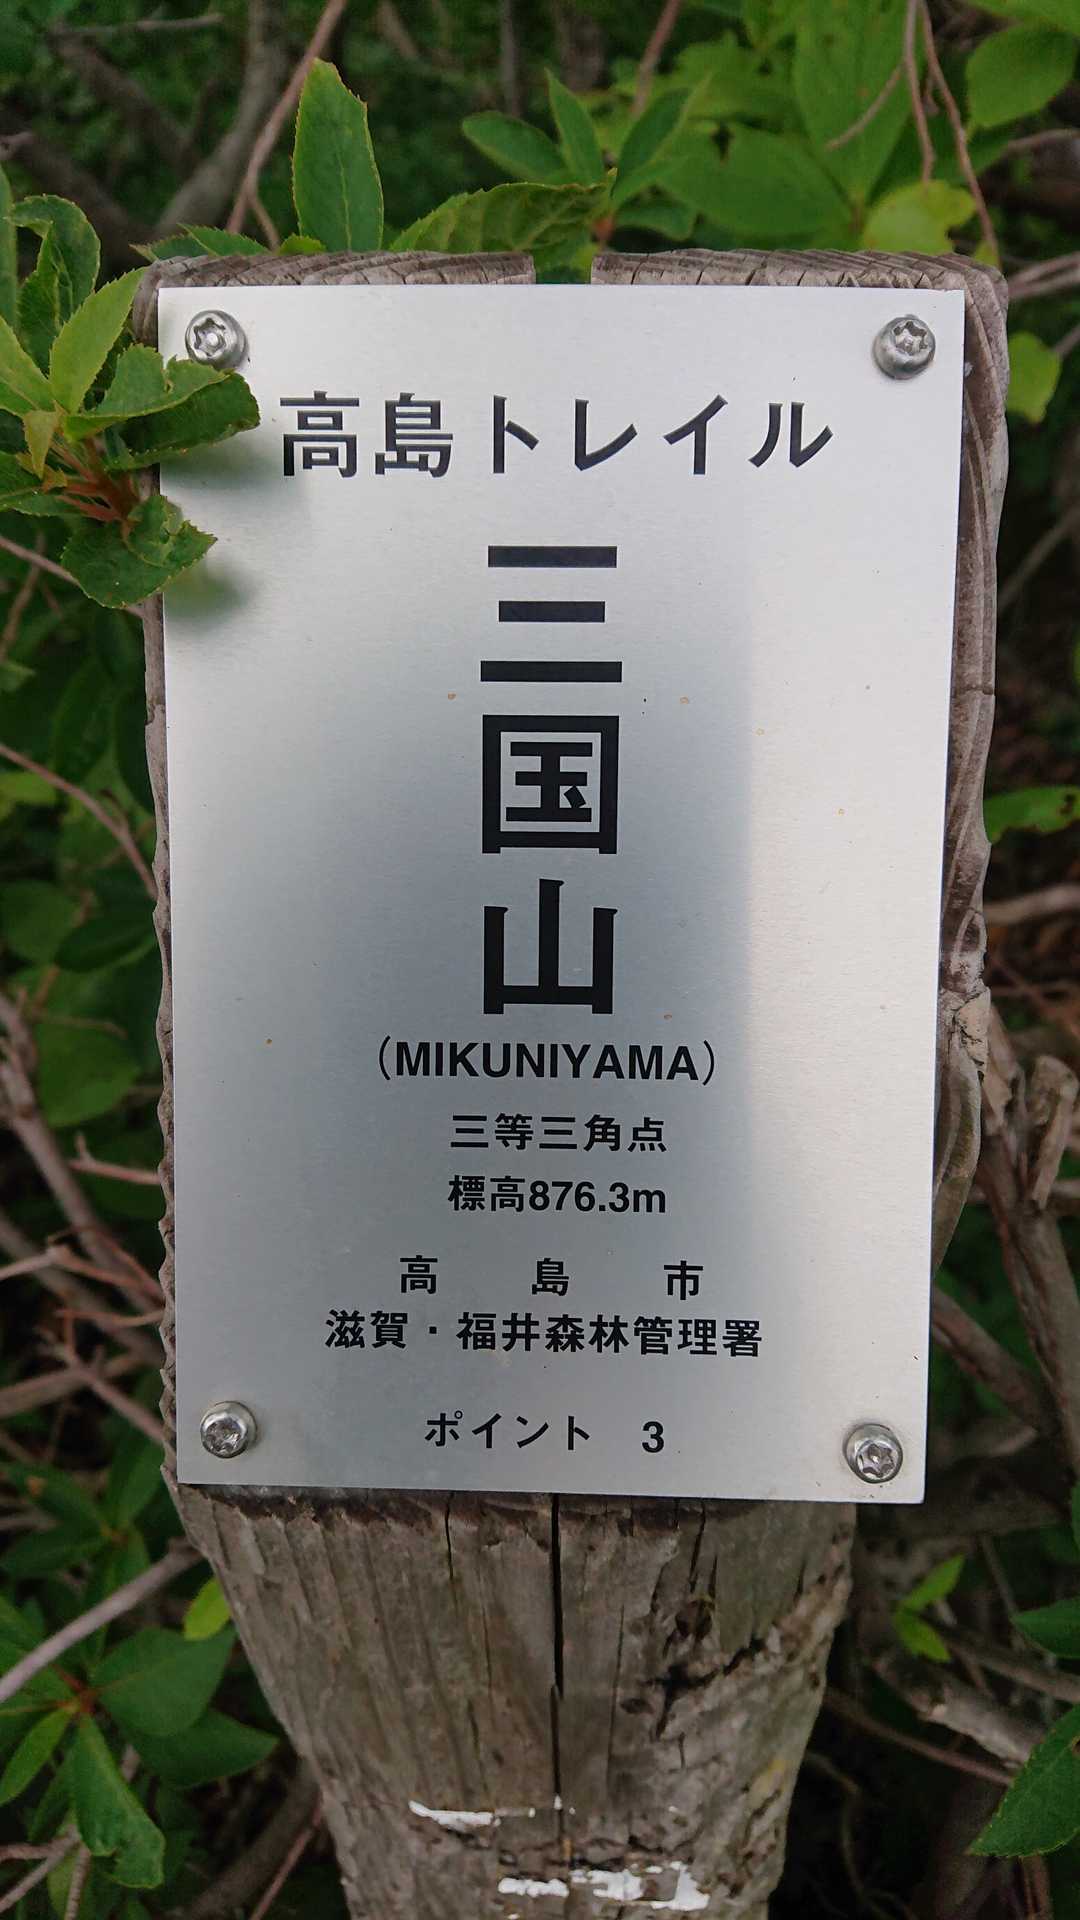 高島トレイル
三国山
（MIKUNIYAMA）
三等三角点
標高876.3m
高　島　市
滋賀・福井森林管理署
ポイント　3